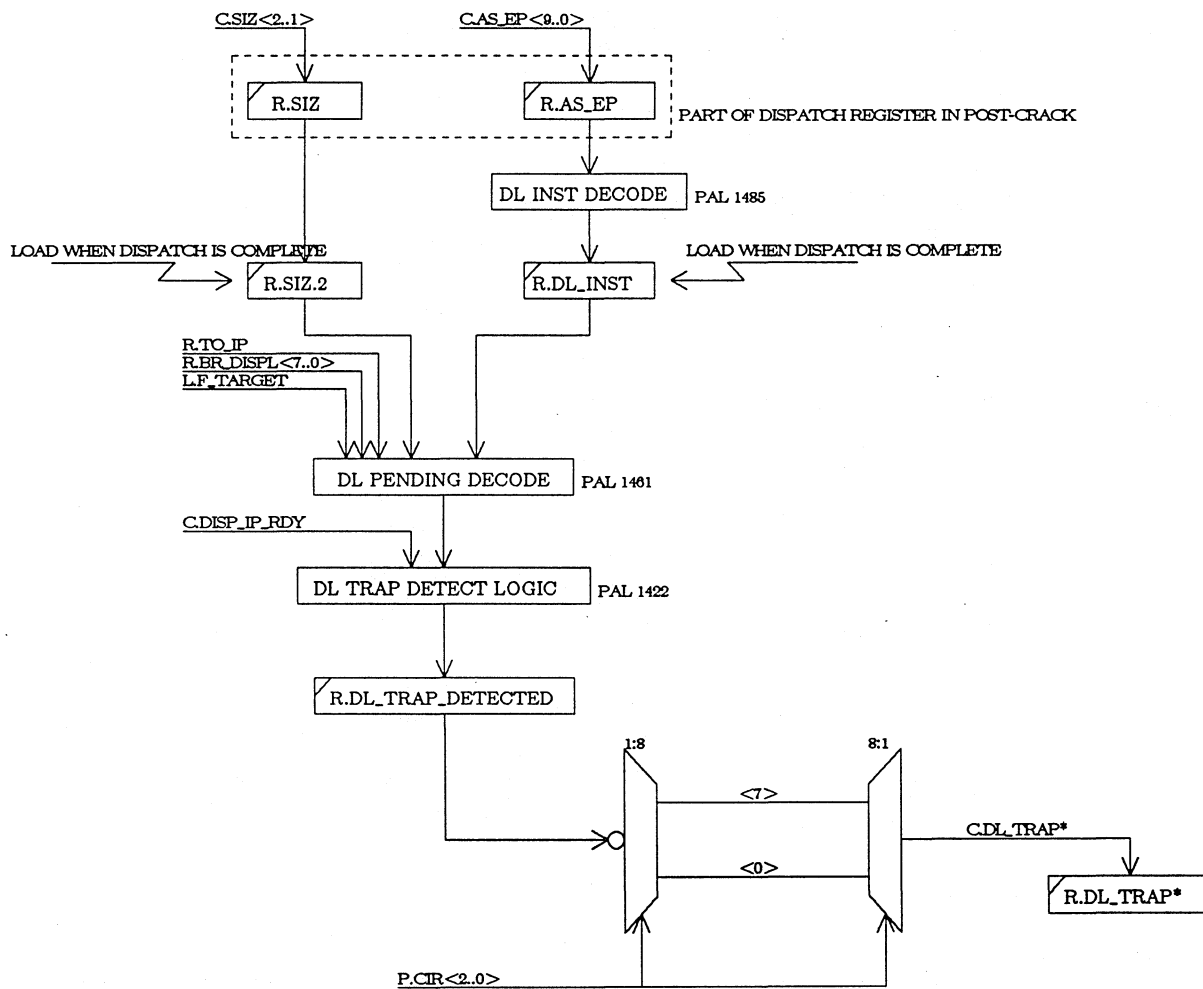 C.SIZ<2..1>
C.AS_EP<9..0>
R.SIZ
R.AS_EP
PART OF DISPATCH REGISTER IN POST-CRACK
DL INST DECODE
PAL 1485
LOAD WHEN DISPATCH IS COMPLETE
LOAD WHEN DISPATCH IS COMPLETE
R.SIZ.2
R.DL_INST
R.TO_IP
R.BR_DISPL<7..0>
L.F_TARGET
DL PENDING DECODE
PAL 1461
C.DISP_IP_RDY
DL TRAP DETECT LOGIC
PAL 1422
R.DL_TRAP_DETECTED
1:8
8:1
<7>
C.DL_TRAP*
<0>
R.DL_TRAP*
P.CIR<2..0>